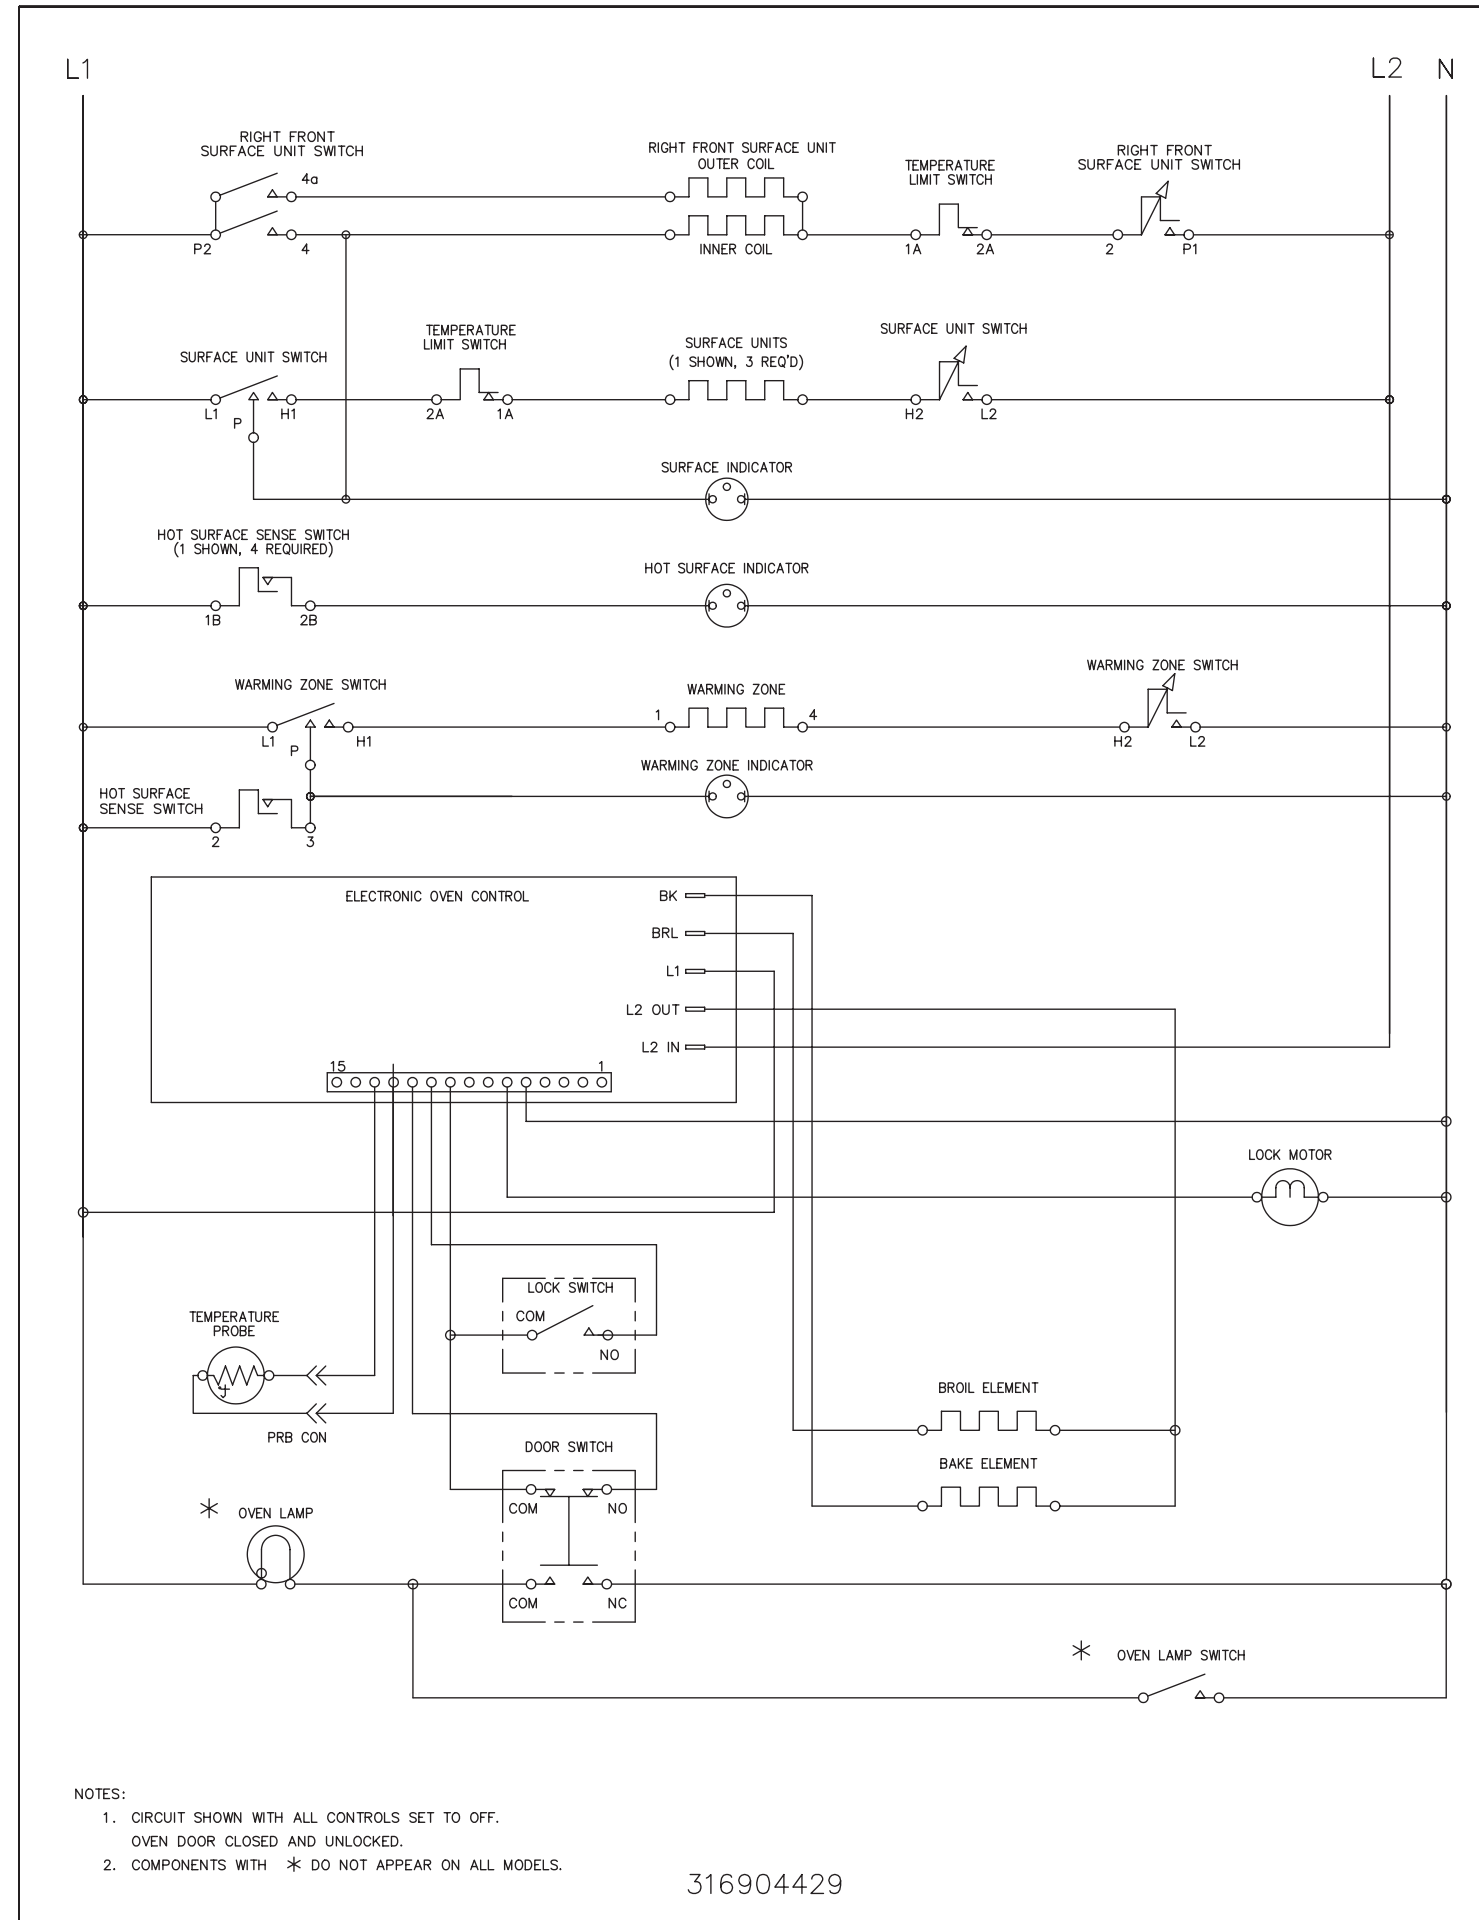 L1
L2 N
RIGHT FRONT
SURFACE UNIT SWITCH
4a
P2
4
RIGHT FRONT SURFACE UNIT
OUTER COIL
INNER COIL
TEMPERATURE
LIMIT SWITCH
1A
2A
RIGHT FRONT
SURFACE UNIT SWITCH
2
P1
SURFACE UNIT SWITCH
L1
H1
P
TEMPERATURE
LIMIT SWITCH
2A
1A
SURFACE UNITS
(1 SHOWN, 3 REQ'D)
SURFACE UNIT SWITCH
H2
L2
SURFACE INDICATOR
HOT SURFACE SENSE SWITCH
(1 SHOWN, 4 REQUIRED)
1B
2B
HOT SURFACE INDICATOR
WARMING ZONE SWITCH
L1
H1
P
WARMING ZONE
1
4
WARMING ZONE SWITCH
H2
L2
WARMING ZONE INDICATOR
HOT SURFACE
SENSE SWITCH
2
3
ELECTRONIC OVEN CONTROL
BK
BRL
L1
L2 OUT
L2 IN
15
1
LOCK MOTOR
LOCK SWITCH
COM
NO
TEMPERATURE
PROBE
PRB CON
BROIL ELEMENT
BAKE ELEMENT
DOOR SWITCH
COM
NO
COM
NC
* OVEN LAMP
* OVEN LAMP SWITCH
NOTES:
1. CIRCUIT SHOWN WITH ALL CONTROLS SET TO OFF.
OVEN DOOR CLOSED AND UNLOCKED.
2. COMPONENTS WITH * DO NOT APPEAR ON ALL MODELS.
316904429